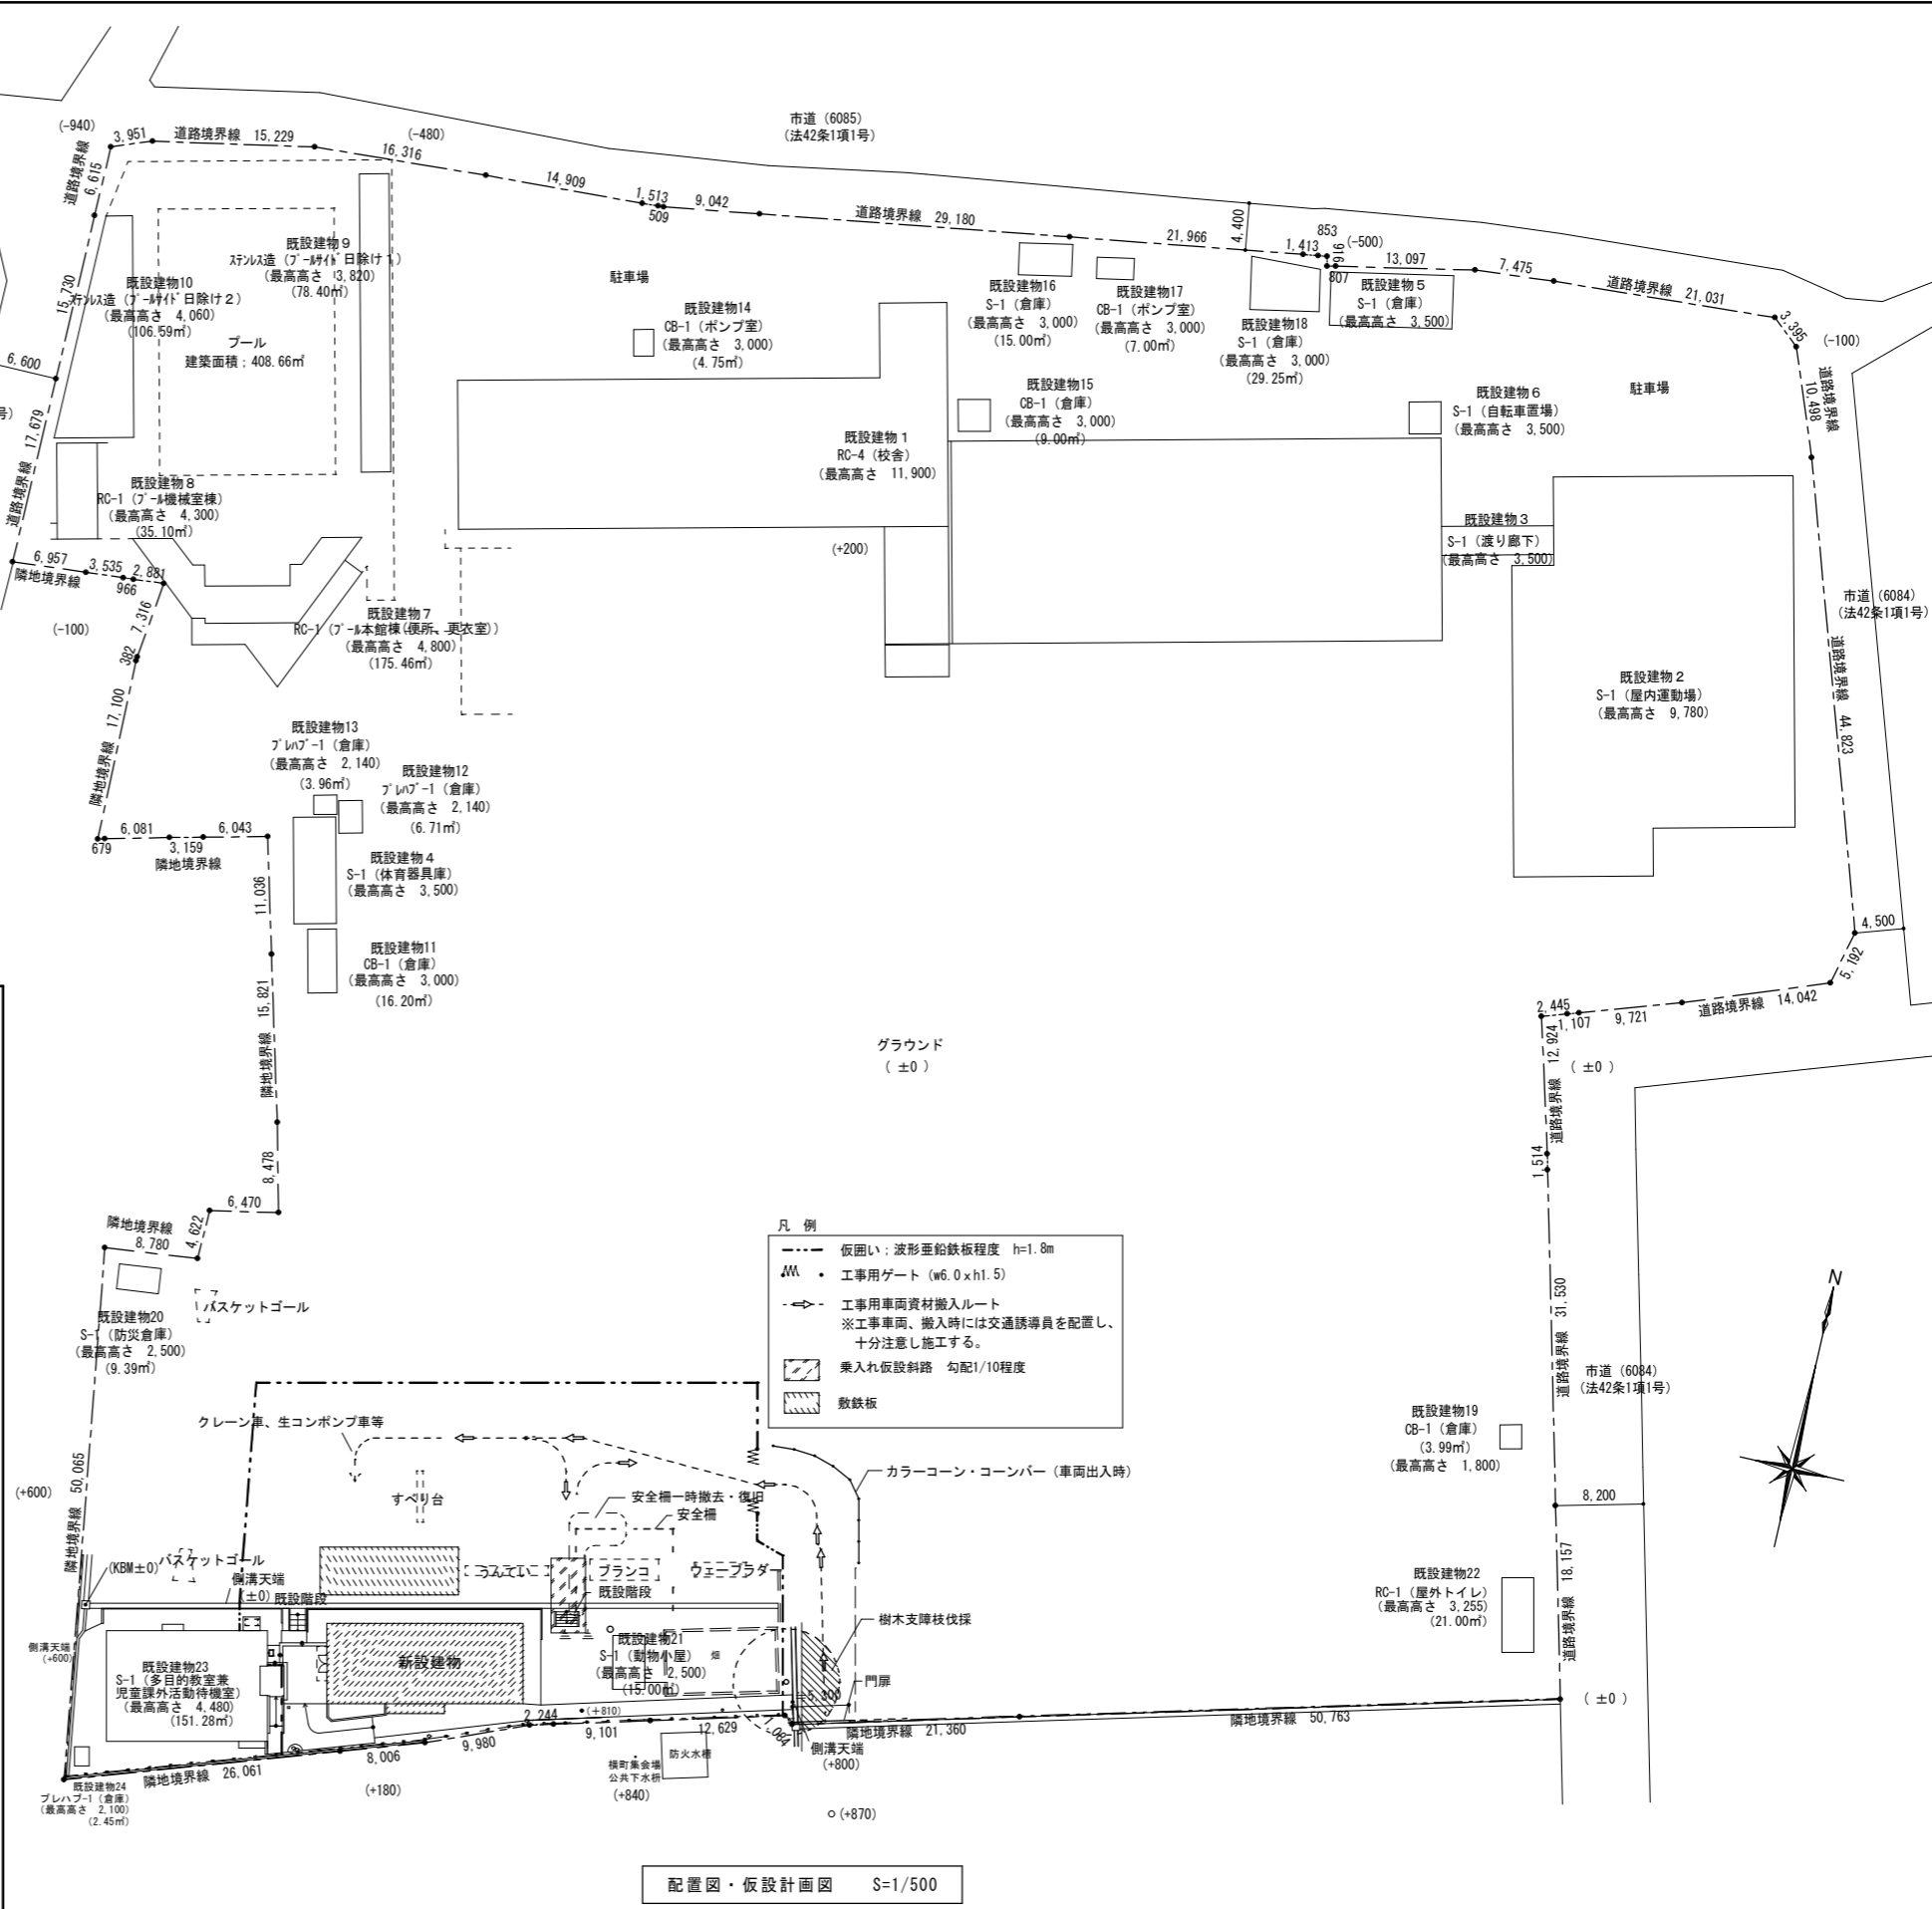 市道 (6085)
(法42条1項1号)
(-940)
3,951
道路境界線 15,229
(-480)
16,316
14,909
1,513
509
9,042
道路境界線 29,180
21,966
4,400
1,413
853
916
(-500)
807
13,097
7,475
道路境界線 21,031
3,395
(-100)
道路境界線 6,615
15,730
6,600
号)
道路境界線 17,679
既設建物9
ステンレス造 (プールサイド日除け1)
(最高高さ 3,820)
(78.40㎡)
既設建物10
ステンレス造 (プールサイド日除け2)
(最高高さ 4,060)
(106.59㎡)
プール
建築面積:408.66㎡
駐車場
既設建物14
CB-1 (ポンプ室)
(最高高さ 3,000)
(4.75㎡)
既設建物16
S-1 (倉庫)
(最高高さ 3,000)
(15.00㎡)
既設建物17
CB-1 (ポンプ室)
(最高高さ 3,000)
(7.00㎡)
既設建物18
S-1 (倉庫)
(最高高さ 3,000)
(29.25㎡)
既設建物5
S-1 (倉庫)
(最高高さ 3,500)
既設建物15
CB-1 (倉庫)
(最高高さ 3,000)
(9.00㎡)
既設建物6
S-1 (自転車置場)
(最高高さ 3,500)
駐車場
道路境界線 10,498
既設建物1
RC-4 (校舎)
(最高高さ 11,900)
既設建物8
RC-1 (プール機械室棟)
(最高高さ 4,300)
(35.10㎡)
既設建物3
S-1 (渡り廊下)
(最高高さ 3,500)
(+200)
6,957
3,535
966
2,881
隣地境界線
(-100)
7,316
382
既設建物7
RC-1 (プール本館棟(便所、更衣室))
(最高高さ 4,800)
(175.46㎡)
市道 (6084)
(法42条1項1号)
道路境界線 44,823
既設建物2
S-1 (屋内運動場)
(最高高さ 9,780)
隣地境界線 17,100
既設建物13
プレハブ-1 (倉庫)
(最高高さ 2,140)
(3.96㎡)
既設建物12
プレハブ-1 (倉庫)
(最高高さ 2,140)
(6.71㎡)
679
6,081
3,159
6,043
隣地境界線
既設建物4
S-1 (体育器具庫)
(最高高さ 3,500)
11,036
既設建物11
CB-1 (倉庫)
(最高高さ 3,000)
(16.20㎡)
隣地境界線 15,821
8,478
4,500
5,192
道路境界線 14,042
9,721
1,107
2,445
道路境界線 12,924
(±0)
1,514
グラウンド
(±0)
6,470
4,622
隣地境界線
8,780
バスケットゴール
既設建物20
S-1 (防災倉庫)
(最高高さ 2,500)
(9.39㎡)
凡 例
仮囲い:波形亜鉛鉄板程度 h=1.8m
工事用ゲート (w6.0xh1.5)
工事用車両資材搬入ルート
※工事車両、搬入時には交通誘導員を配置し、
十分注意し施工する。
乗入れ仮設斜路 勾配1/10程度
敷鉄板
N
道路境界線 31,530
市道 (6084)
(法42条1項1号)
既設建物19
CB-1 (倉庫)
(3.99㎡)
(最高高さ 1,800)
8,200
クレーン車、生コンポンプ車等
カラーコーン・コーンバー (車両出入時)
(+600)
隣地境界線 50,065
すべり台
安全柵一時撤去・復旧
安全柵
(KBM±0)
バスケットゴール
側溝天端
(±0)
既設階段
うんてい
ブランコ
ウェーブラダー
既設階段
道路境界線 18,157
既設建物22
RC-1 (屋外トイレ)
(最高高さ 3,255)
(21.00㎡)
樹木支障枝伐採
門扉
側溝天端
(+600)
既設建物23
S-1 (多目的教室兼
児童課外活動待機室)
(最高高さ 4,480)
(151.28㎡)
新設建物
既設建物21
S-1 (動物小屋)
(最高高さ 2,500)
(15.00㎡)
畑
5,300
(±0)
(+810)
2,244
9,101
12,629
1,084
9,980
8,006
隣地境界線 26,061
隣地境界線 21,360
隣地境界線 50,763
側溝天端
(+800)
防火水槽
横町集会場
公共下水桝
(+840)
(+180)
(+870)
既設建物24
プレハブ-1 (倉庫)
(最高高さ 2,100)
(2.45㎡)
配置図・仮設計画図 S=1/500